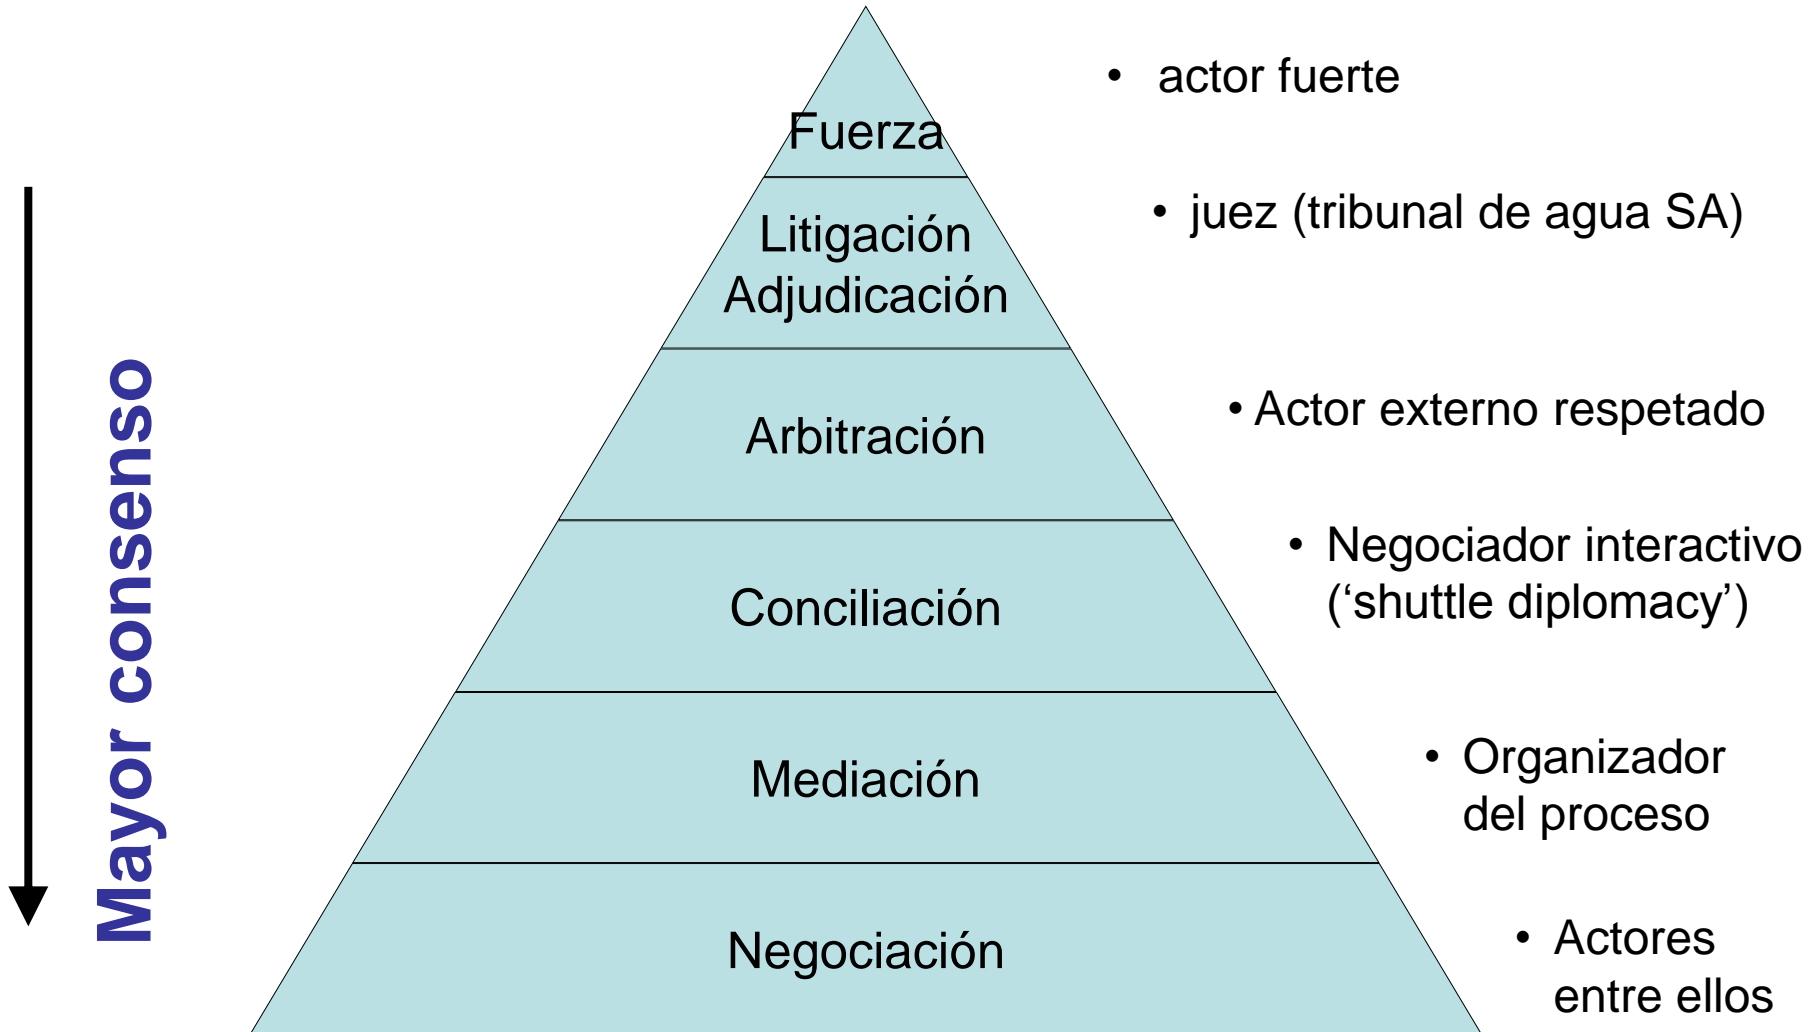 • actor fuerte
Fuerza
• juez (tribunal de agua SA)
Litigación
Adjudicación
• Actor externo respetado
Arbitración
• Negociador interactivo
(‘shuttle diplomacy’)
Conciliación
• Organizador
del proceso
Mediación
• Actores
entre ellos
Negociación
Mayor consenso